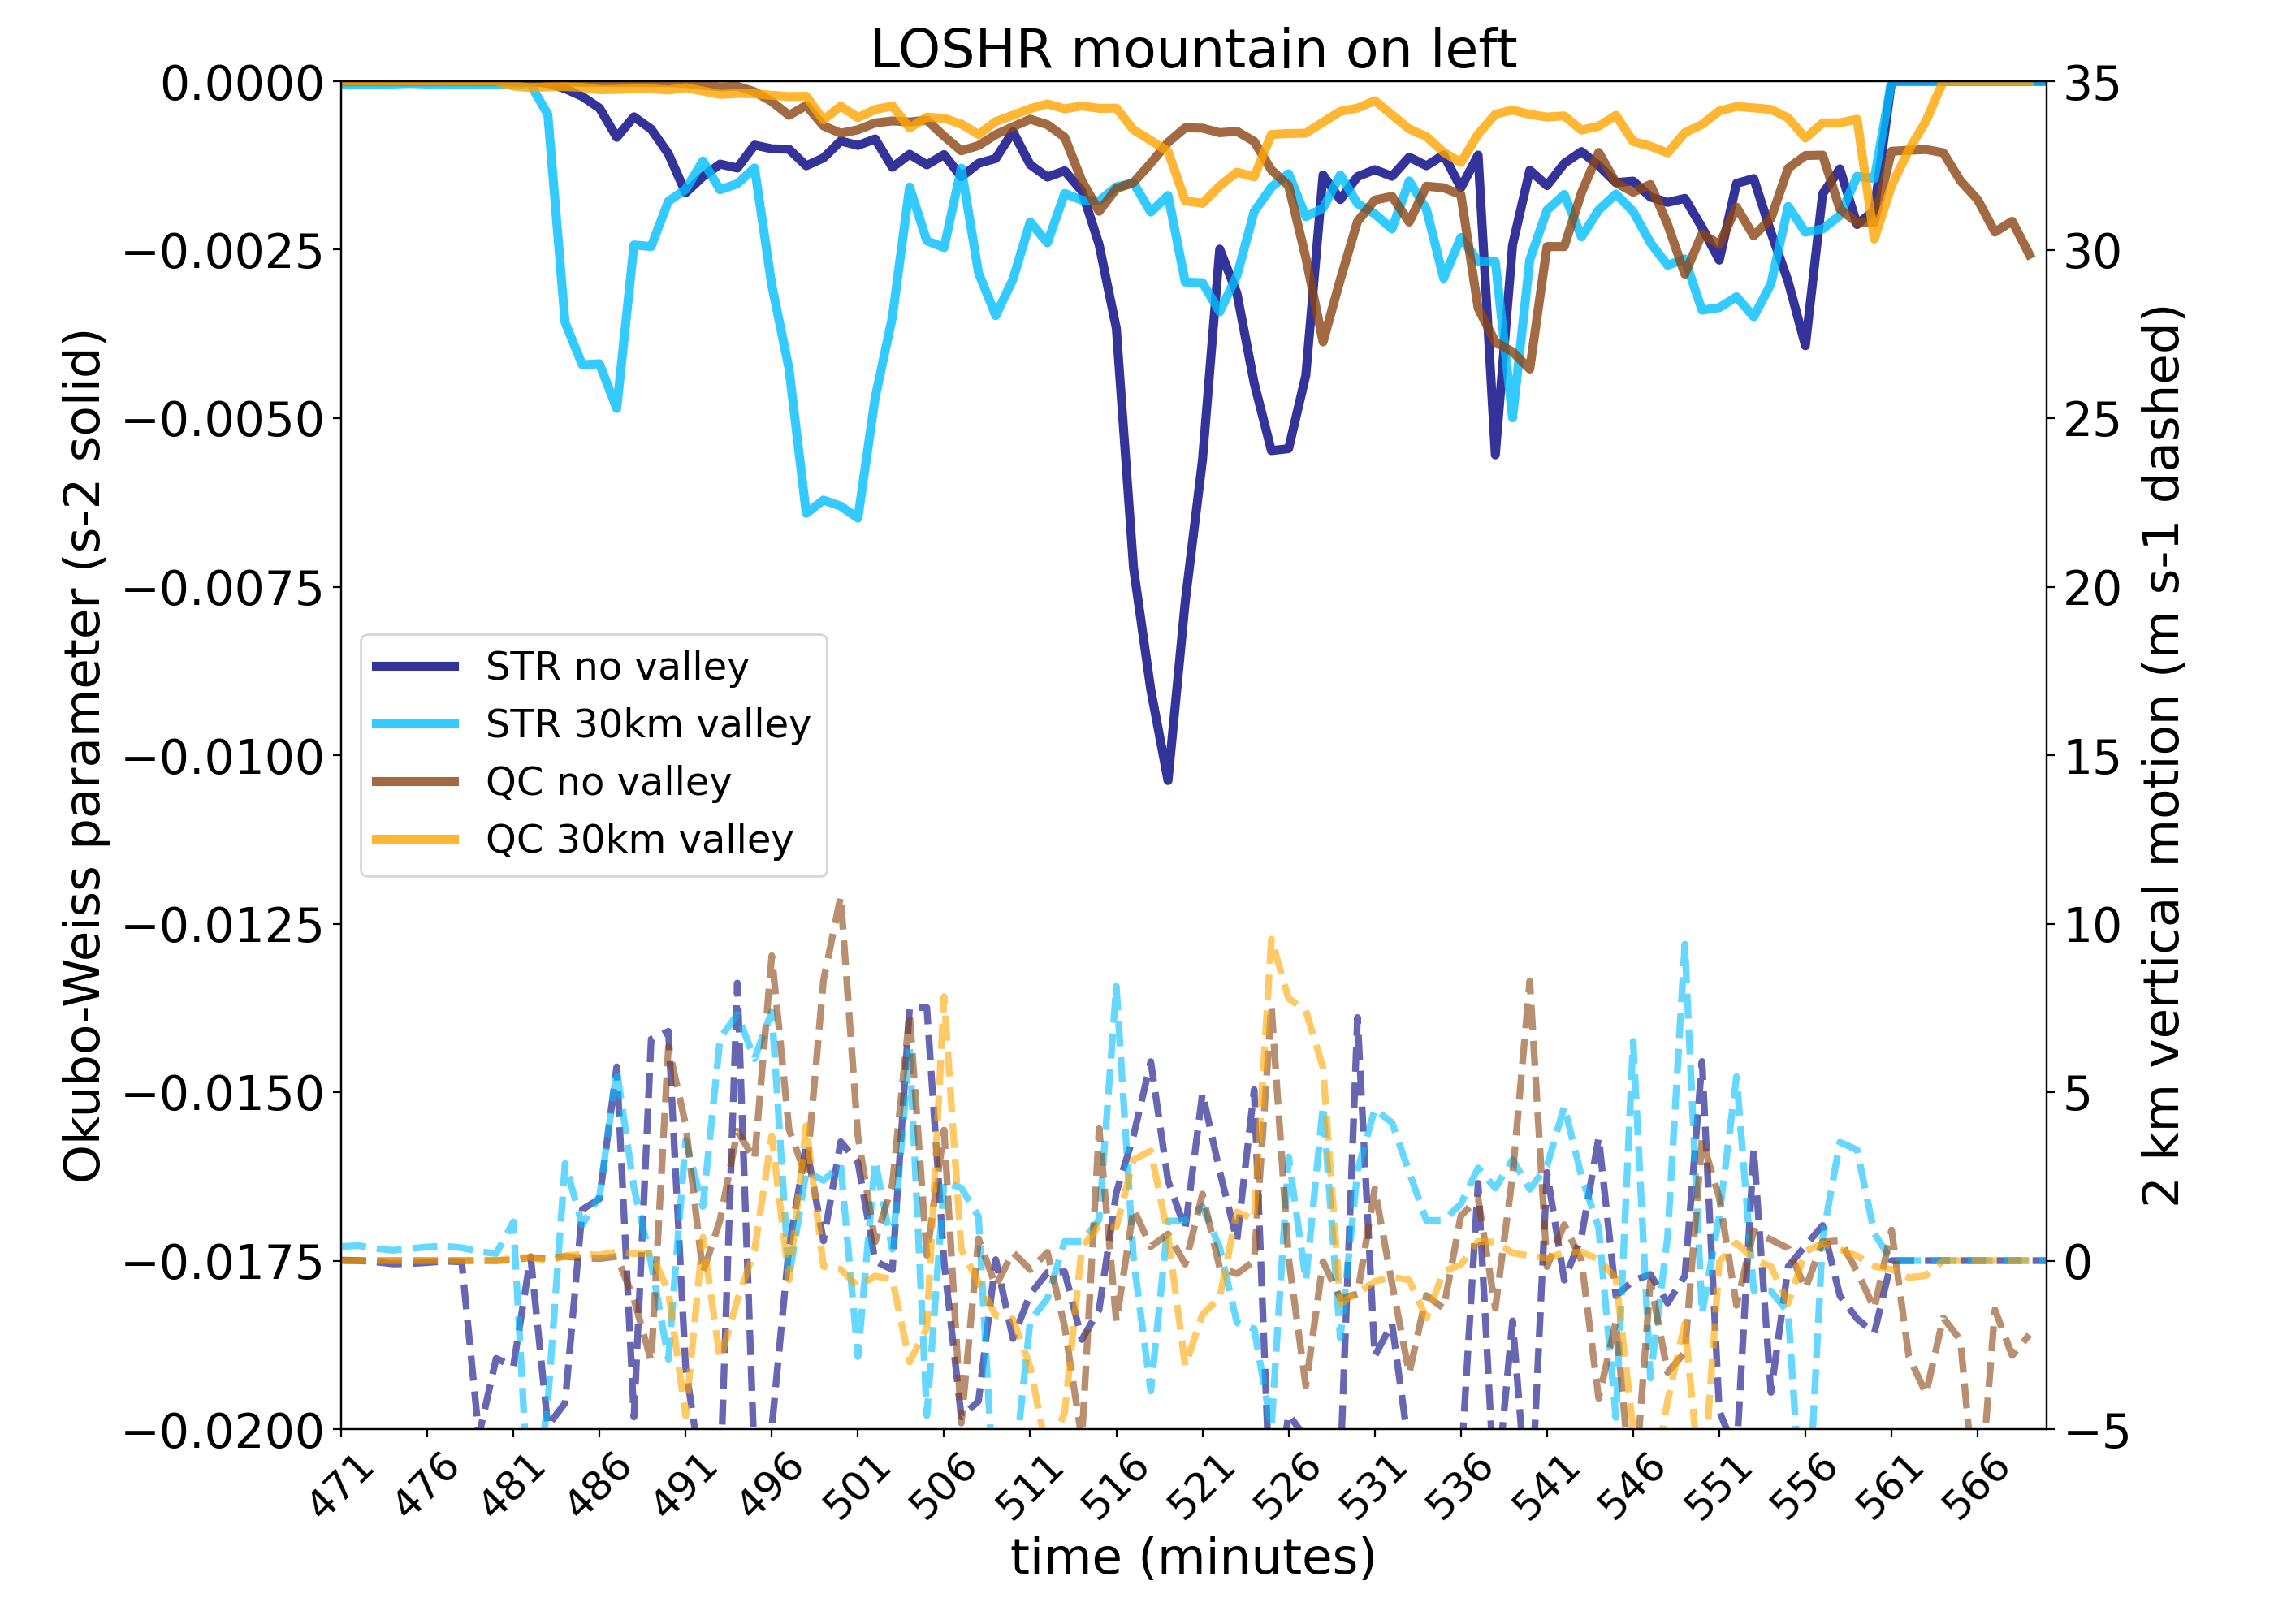 LOSHR mountain on left
0.0000
−0.0025
−0.0050
−0.0075
−0.0100
−0.0125
−0.0150
−0.0175
−0.0200
Okubo-Weiss parameter (s-2 solid)
STR no valley
STR 30km valley
QC no valley
QC 30km valley
35
30
25
20
15
10
5
0
−5
2 km vertical motion (m s-1 dashed)
471 476 481 486 491 496 501 506 511 516 521 526 531 536 541 546 551 556 561 566
time (minutes)